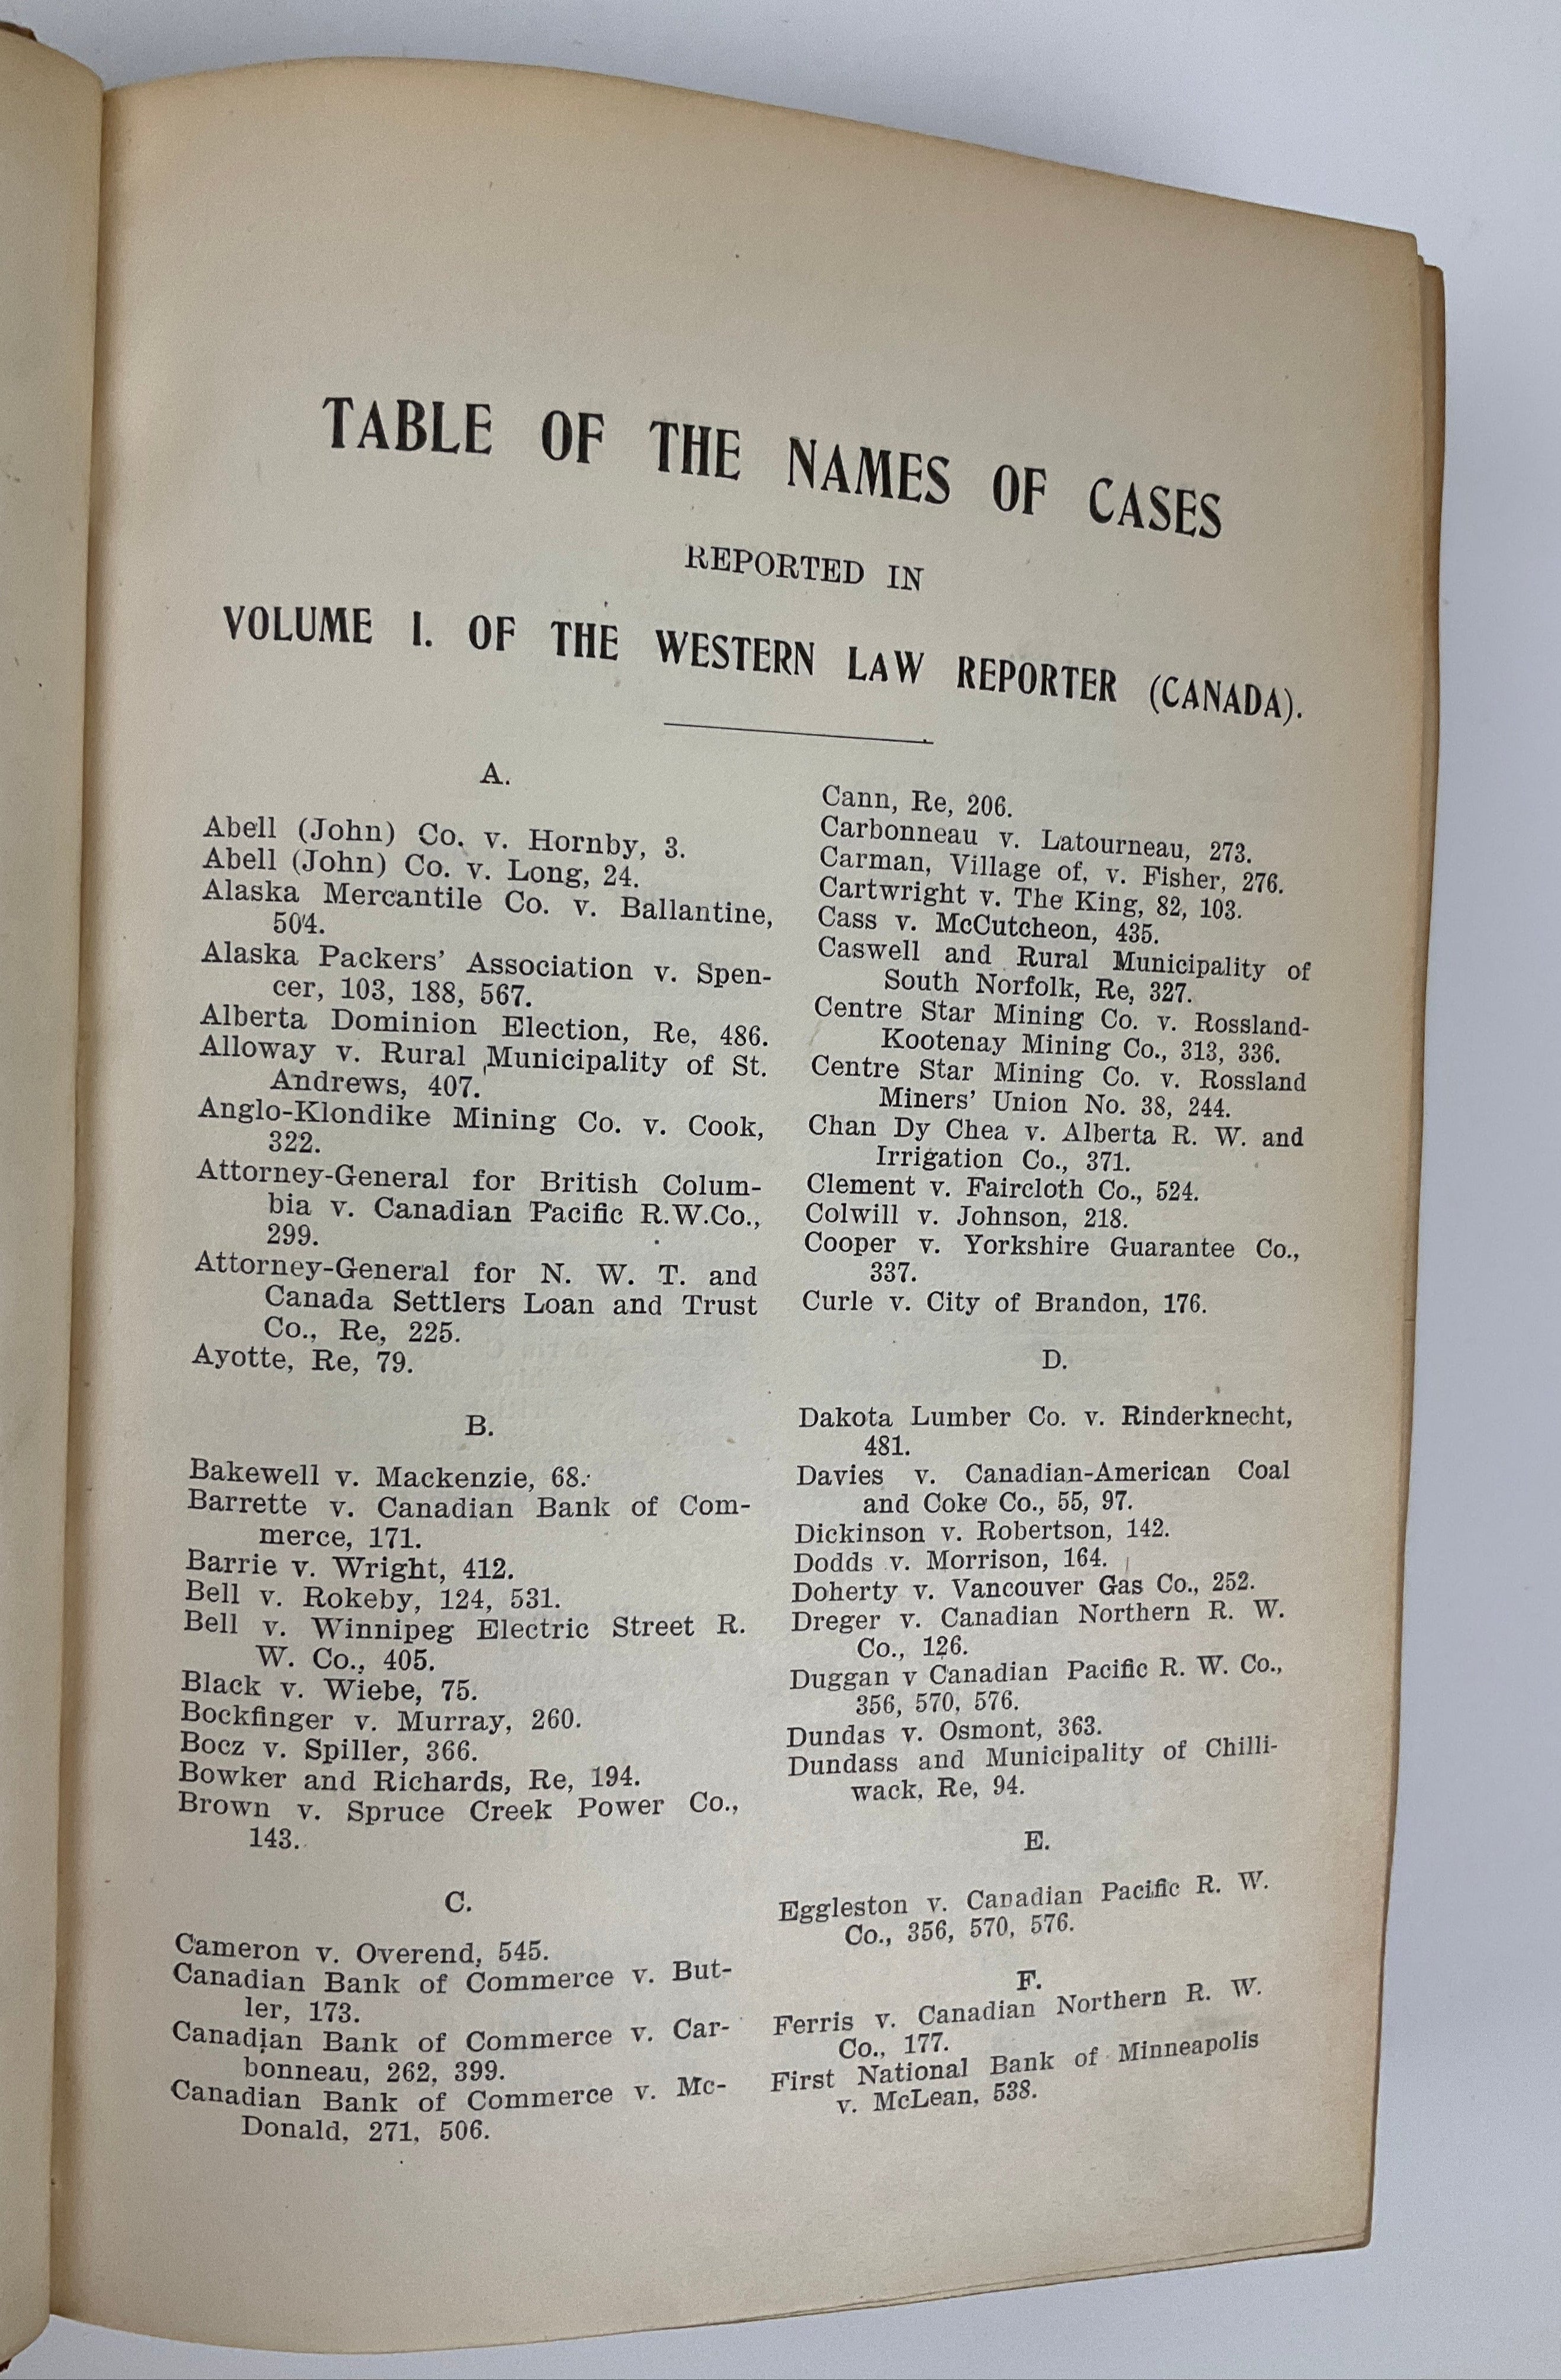 TABLE OF THE NAMES OF CASES
REPORTED IN
VOLUME I. OF THE WESTERN LAW REPORTER (CANADA).
A.
Abell (John) Co. v. Hornby, 3.
Abell (John) Co. v. Long, 24.
Alaska Mercantile Co. v. Ballantine,
504.
Alaska Packers' Association v. Spen-
cer, 103, 188, 567.
Alberta Dominion Election, Re, 486.
Alloway v. Rural Municipality of St.
Andrews, 407.
Anglo-Klondike Mining Co. v. Cook,
322.
Attorney-General for British Colum-
bia v. Canadian Pacific R.W.Co.,
299.
Attorney-General for N. W. T. and
Canada Settlers Loan and Trust
Co., Re, 225.
Ayotte, Re, 79.
B.
Bakewell v. Mackenzie, 68.
Barrette v. Canadian Bank of Com-
merce, 171.
Barrie v. Wright, 412.
Bell v. Rokeby, 124, 531.
Bell v. Winnipeg Electric Street R.
W. Co., 405.
Black v. Wiebe, 75.
Bockfinger v. Murray, 260.
Bocz v. Spiller, 366.
Bowker and Richards, Re, 194.
Brown v. Spruce Creek Power Co.,
143.
C.
Cameron v. Overend, 545.
Canadian Bank of Commerce v. But-
ler, 173.
Canadian Bank of Commerce v. Car-
bonneau, 262, 399.
Canadian Bank of Commerce v. Mc-
Donald, 271, 506.
Cann, Re, 206.
Carbonneau v. Latourneau, 273.
Carman, Village of, v. Fisher, 276.
Cartwright v. The King, 82, 103.
Cass v. McCutcheon, 435.
Caswell and Rural Municipality of
South Norfolk, Re, 327.
Centre Star Mining Co. v. Rossland-
Kootenay Mining Co., 313, 336.
Centre Star Mining Co. v. Rossland
Miners' Union No. 38, 244.
Chan Dy Chea v. Alberta R. W. and
Irrigation Co., 371.
Clement v. Faircloth Co., 524.
Colwill v. Johnson, 218.
Cooper v. Yorkshire Guarantee Co.,
337.
Curle v. City of Brandon, 176.
D.
Dakota Lumber Co. v. Rinderknecht,
481.
Davies v. Canadian-American Coal
and Coke Co., 55, 97.
Dickinson v. Robertson, 142.
Dodds v. Morrison, 164.
Doherty v. Vancouver Gas Co., 252.
Dreger v. Canadian Northern R. W.
Co., 126.
Duggan v Canadian Pacific R. W. Co.,
356, 570, 576.
Dundas v. Osmont, 363.
Dundass and Municipality of Chilli-
wack, Re, 94.
E.
Eggleston v. Canadian Pacific R. W.
Co., 356, 570, 576.
F.
Ferris v. Canadian Northern R. W.
Co., 177.
First National Bank of Minneapolis
v. McLean, 538.